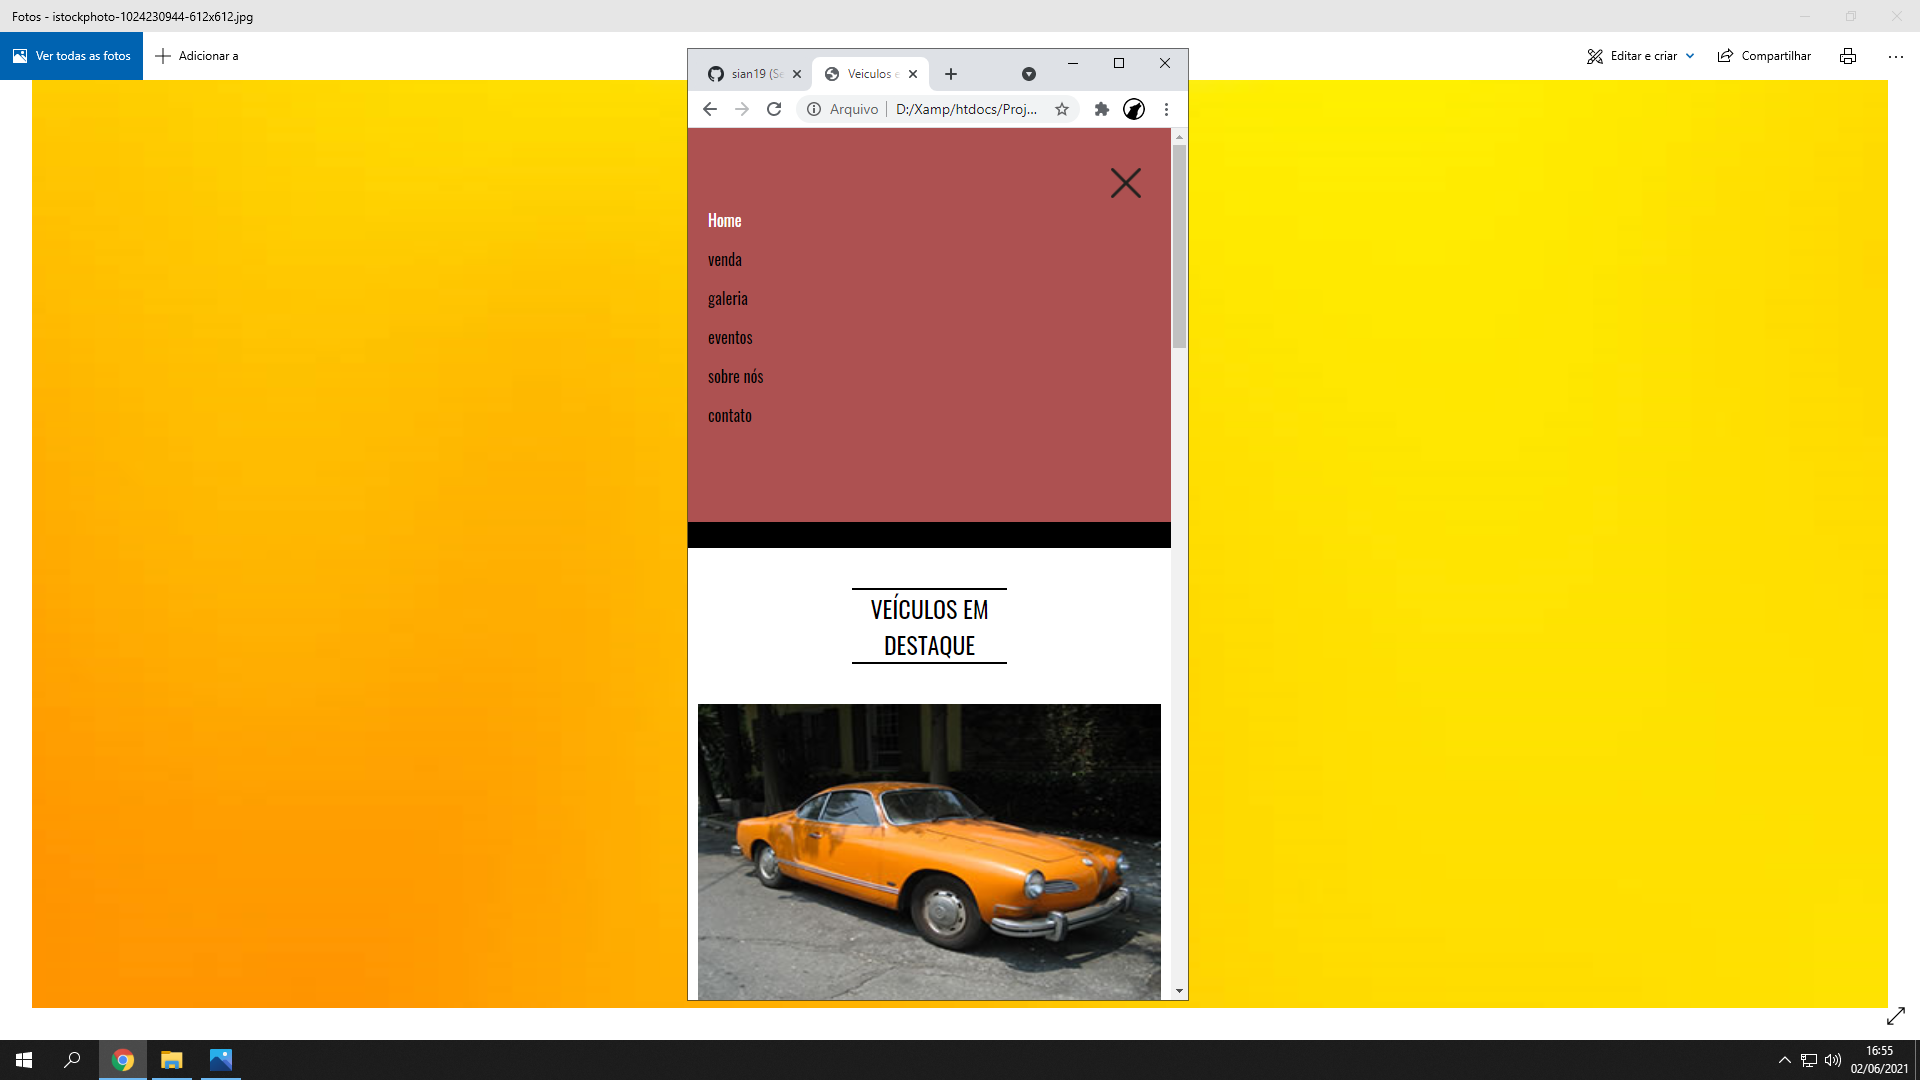 Fotos - istockphoto-1024230944-612x612.jpg
Ver todas as fotos
Adicionar a
Editar e criar
Compartilhar
sian19 (Se
Veiculos e
Arquivo
D:/Xamp/htdocs/Proj...
Home
venda
galeria
eventos
sobre nós
contato
VEÍCULOS EM
DESTAQUE
16:55
02/06/2021